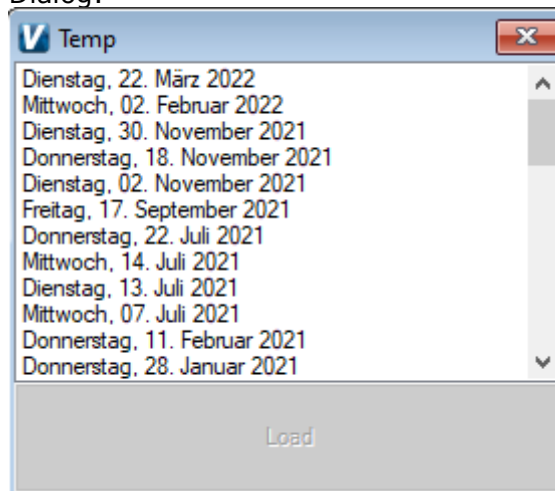 Dialog:
Temp
Dienstag, 22. März 2022
Mittwoch, 02. Februar 2022
Dienstag, 30. November 2021
Donnerstag, 18. November 2021
Dienstag, 02. November 2021
Freitag, 17. September 2021
Donnerstag, 22. Juli 2021
Mittwoch, 14. Juli 2021
Dienstag, 13. Juli 2021
Mittwoch, 07. Juli 2021
Donnerstag, 11. Februar 2021
Donnerstag, 28. Januar 2021
Load